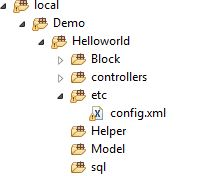 local
Demo
Helloworld
Block
controllers
etc
config.xml
Helper
Model
sql